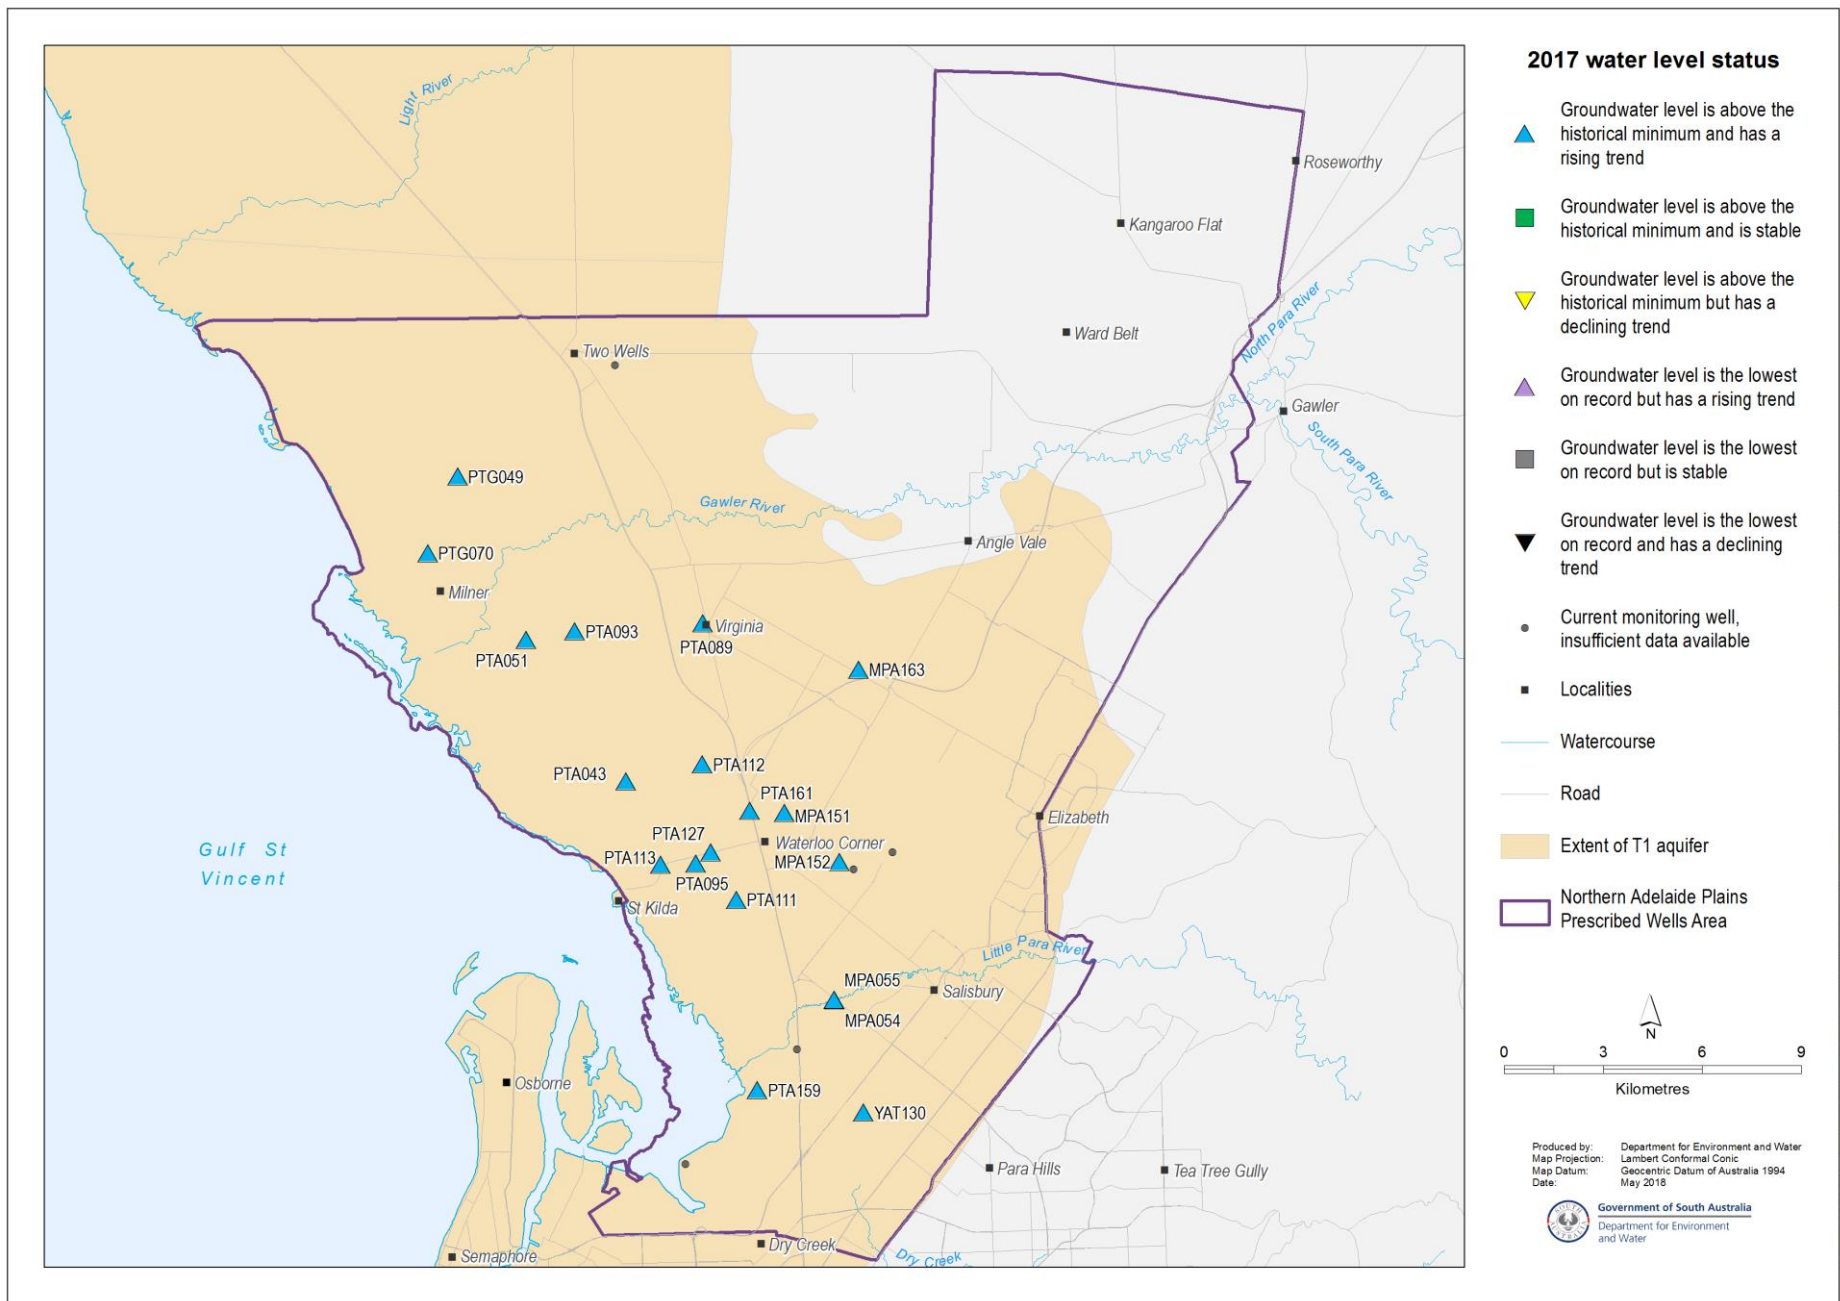 Light River
Roseworthy
Kangaroo Flat
North Para River
Ward Belt
Two Wells
Gawler
South Para River
PTG049
Gawler River
Angle Vale
PTG070
Milner
PTA093
Virginia
PTA051
PTA089
MPA163
PTA112
PTA043
PTA161
MPA151
Elizabeth
PTA127
Waterloo Corner
Gulf St
Vincent
PTA113
MPA152
PTA095
PTA111
St Kilda
Little Para River
MPA055
Salisbury
MPA054
Osborne
PTA159
YAT130
Para Hills
Tea Tree Gully
Dry Creek
Semaphore
Dry Creek
2017 water level status
Groundwater level is above the
historical minimum and has a
rising trend
Groundwater level is above the
historical minimum and is stable
Groundwater level is above the
historical minimum but has a
declining trend
Groundwater level is the lowest
on record but has a rising trend
Groundwater level is the lowest
on record but is stable
Groundwater level is the lowest
on record and has a declining
trend
Current monitoring well,
insufficient data available
Localities
Watercourse
Road
Extent of T1 aquifer
Northern Adelaide Plains
Prescribed Wells Area
N
0 3 6 9
Kilometres
Produced by: Department for Environment and Water
Map Projection: Lambert Conformal Conic
Map Datum: Geocentric Datum of Australia 1994
Date: May 2018
Government of South Australia
Department for Environment
and Water